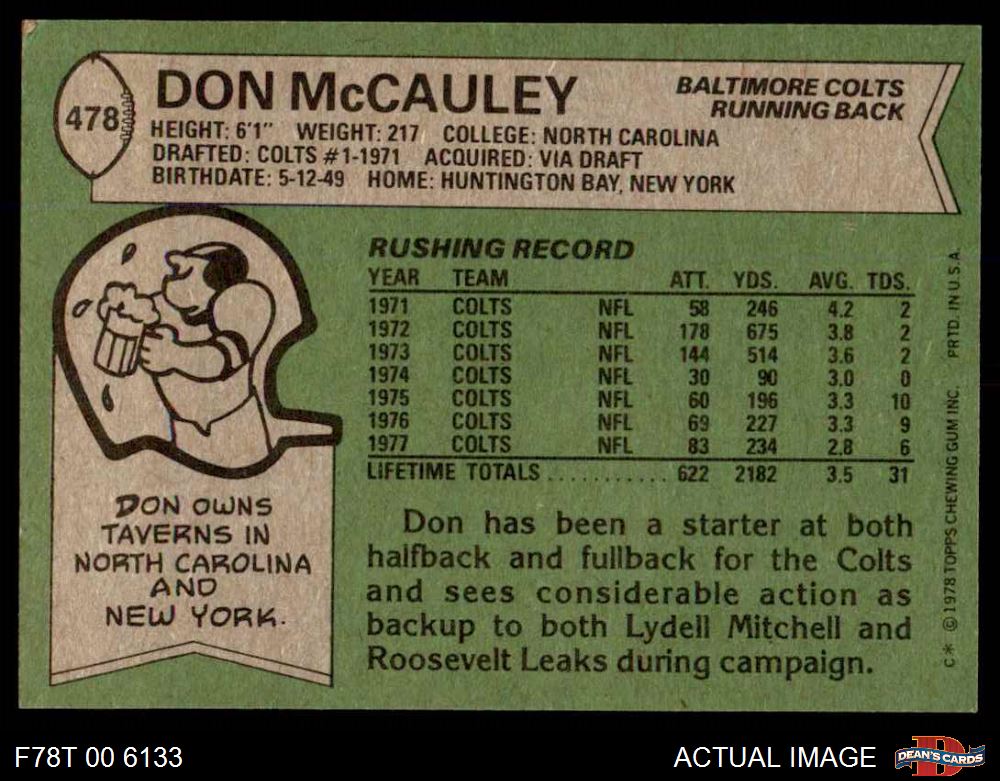 478
DON McCAULEY
BALTIMORE COLTS
RUNNING BACK
HEIGHT: 6'1" WEIGHT: 217 COLLEGE: NORTH CAROLINA
DRAFTED: COLTS #1-1971 ACQUIRED: VIA DRAFT
BIRTHDATE: 5-12-49 HOME: HUNTINGTON BAY, NEW YORK
RUSHING RECORD
YEAR TEAM ATT. YDS. AVG. TDS.
1971 COLTS NFL 58 246 4.2 2
1972 COLTS NFL 178 675 3.8 2
1973 COLTS NFL 144 514 3.6 2
1974 COLTS NFL 30 90 3.0 0
1975 COLTS NFL 60 196 3.3 10
1976 COLTS NFL 69 227 3.3 9
1977 COLTS NFL 83 234 2.8 6
LIFETIME TOTALS ........... 622 2182 3.5 31
DON OWNS
TAVERNS IN
NORTH CAROLINA
AND
NEW YORK.
Don has been a starter at both
halfback and fullback for the Colts
and sees considerable action as
backup to both Lydell Mitchell and
Roosevelt Leaks during campaign.
C* ©1978 TOPPS CHEWING GUM INC. PRTD. IN U.S.A.
F78T 00 6133
ACTUAL IMAGE
DEAN'S CARDS